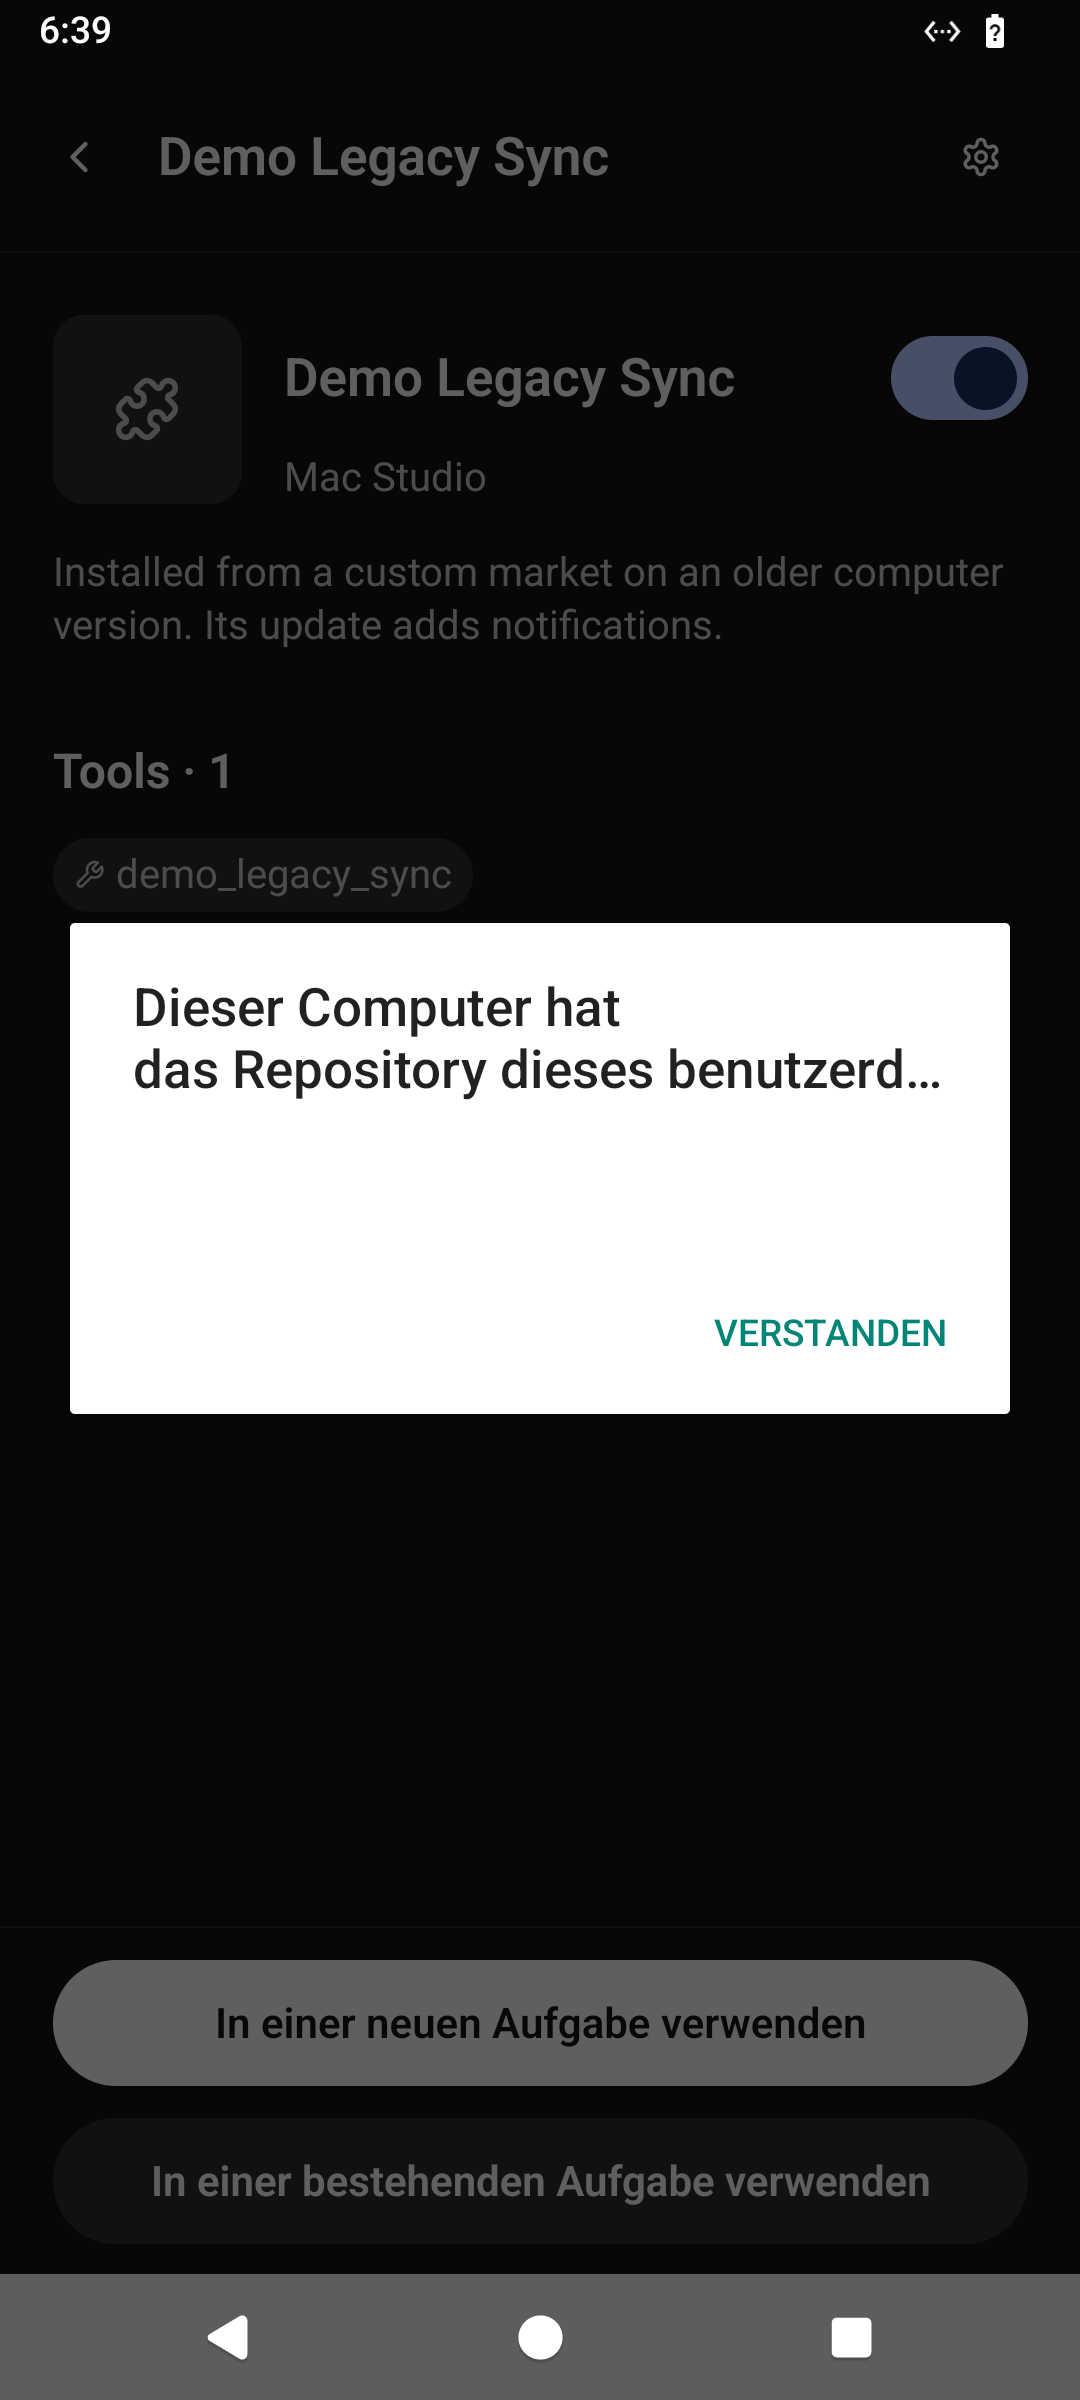 6:39
Demo Legacy Sync
Demo Legacy Sync
Mac Studio
Installed from a custom market on an older computer
version. Its update adds notifications.
Tools · 1
demo_legacy_sync
Dieser Computer hat
das Repository dieses benutzerd…
VERSTANDEN
In einer neuen Aufgabe verwenden
In einer bestehenden Aufgabe verwenden